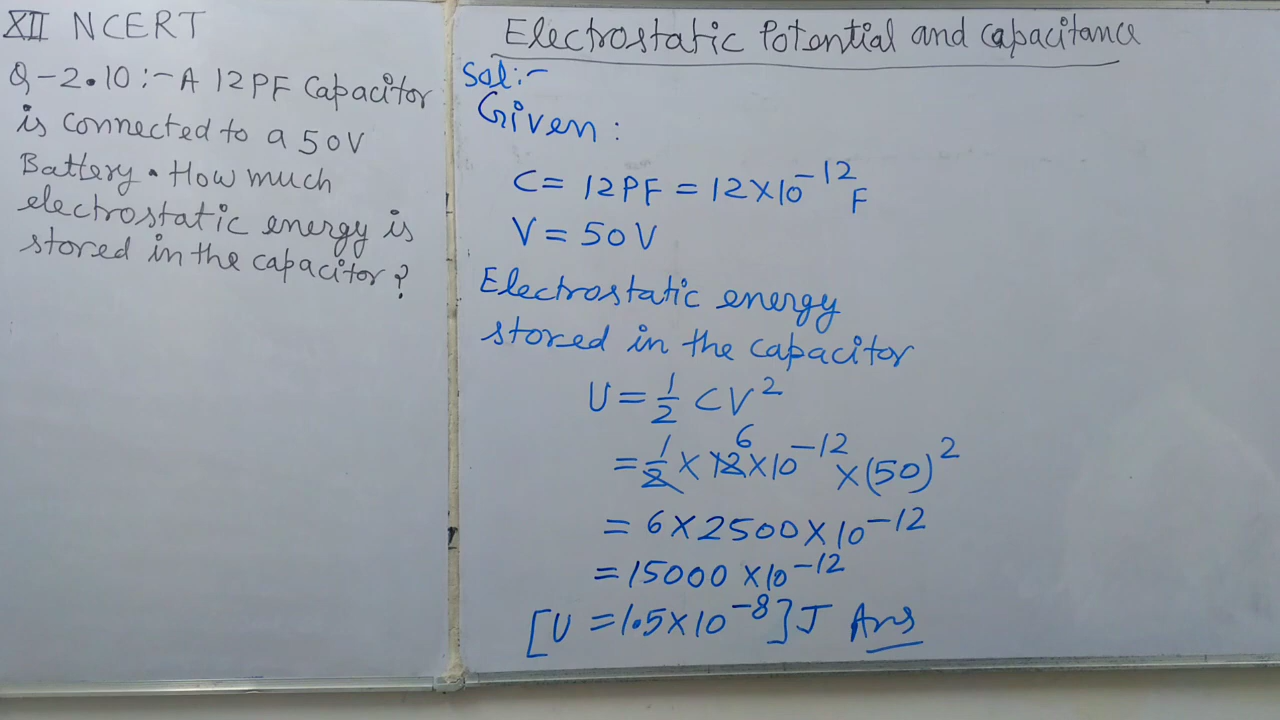 XII NCERT
Q-2.10:- A 12PF Capacitor
is connected to a 50V
Battery. How much
electrostatic energy is
stored in the capacitor?
Electrostatic Potential and capacitance
Sol:-
Given:
C = 12PF = 12×10⁻¹² F
V = 50V
Electrostatic energy
stored in the capacitor
U = 1/2 CV²
= 1/2 × 12 6 ×10⁻¹² ×(50)²
= 6×2500×10⁻¹²
= 15000 ×10⁻¹²
[U = 1.5×10⁻⁸] J Ans